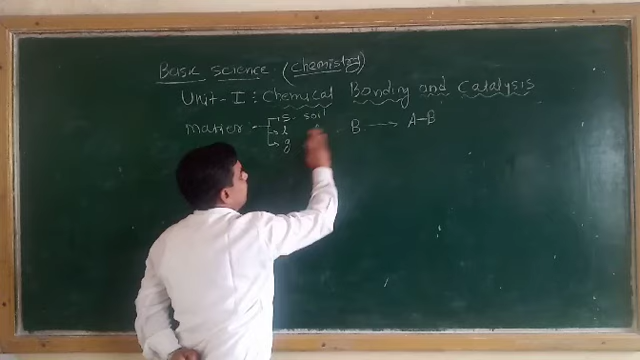 Basic science (chemistry)
Unit-I : Chemical Bonding and Catalysis
matter s. soil
l B → A-B
g